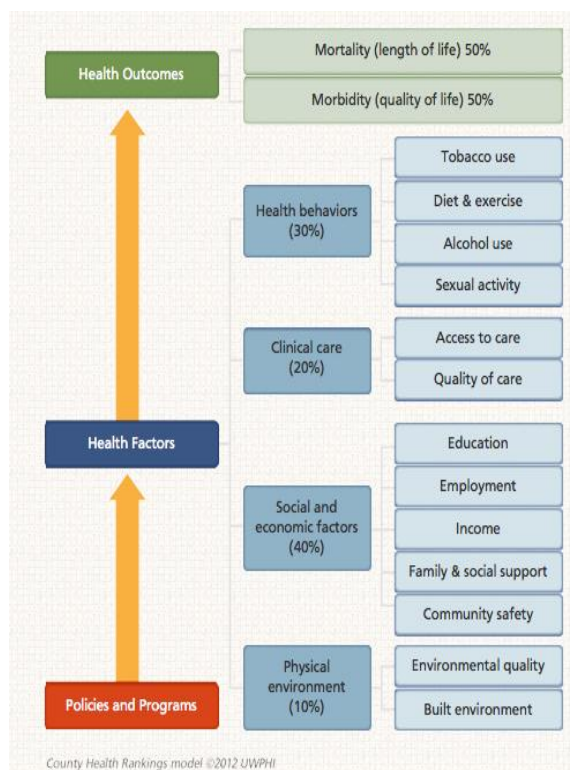 Health Outcomes
Mortality (length of life) 50%
Morbidity (quality of life) 50%
Health Factors
Health behaviors
(30%)
Tobacco use
Diet & exercise
Alcohol use
Sexual activity
Clinical care
(20%)
Access to care
Quality of care
Social and
economic factors
(40%)
Education
Employment
Income
Family & social support
Community safety
Physical
environment
(10%)
Environmental quality
Built environment
Policies and Programs
County Health Rankings model ©2012 UWPHI